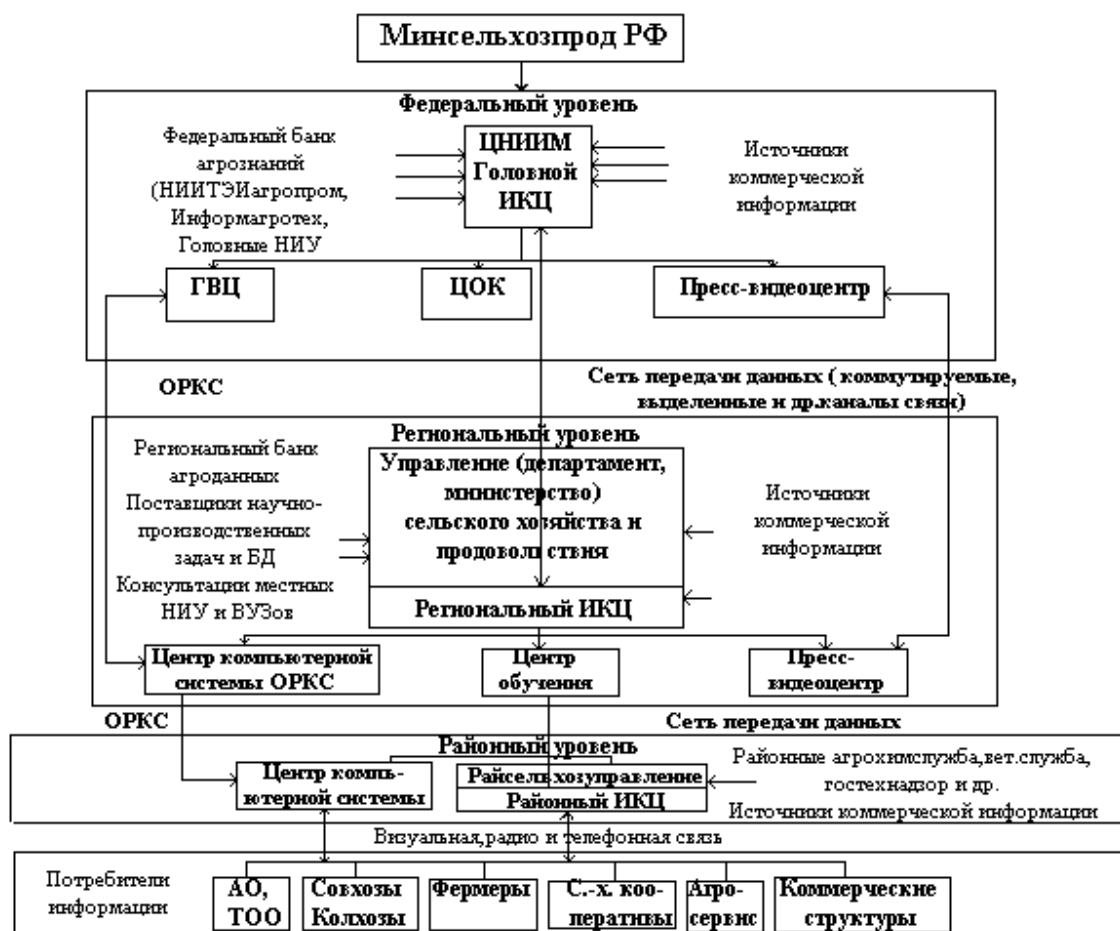 Минсельхозпрод РФ
Федеральный уровень
Федеральный банк
агрознаний
(НИИТЭИагропром,
Информагротех,
Головные НИУ
ЦНИИМ
Головной
ИКЦ
Источники
коммерческой
информации
ГВЦ
ЦОК
Пресс-видеоцентр
ОРКС
Сеть передачи данных ( коммутируемые,
выделенные и др.каналы связи)
Региональный уровень
Региональный банк
агроданных
Поставщики научно-
производственных
задач и БД
Консультации местных
НИУ и ВУЗов
Управление (департамент,
министерство)
сельского хозяйства и
продовольствия
Региональный ИКЦ
Источники
коммерческой
информации
Центр компьютерной
системы ОРКС
Центр
обучения
Пресс-
видеоцентр
ОРКС
Сеть передачи данных
Районный уровень
Центр компь-
ютерной системы
Райсельхозуправление
Районный ИКЦ
Районные агрохимслужба,вет.служба,
гостехнадзор и др.
Источники коммерческой информации
Визуальная,радио и телефонная связь
Потребители
информации
АО,
ТОО
Совхозы
Колхозы
Фермеры
С.-х. коо-
перативы
Агро-
сервис
Коммерческие
структуры